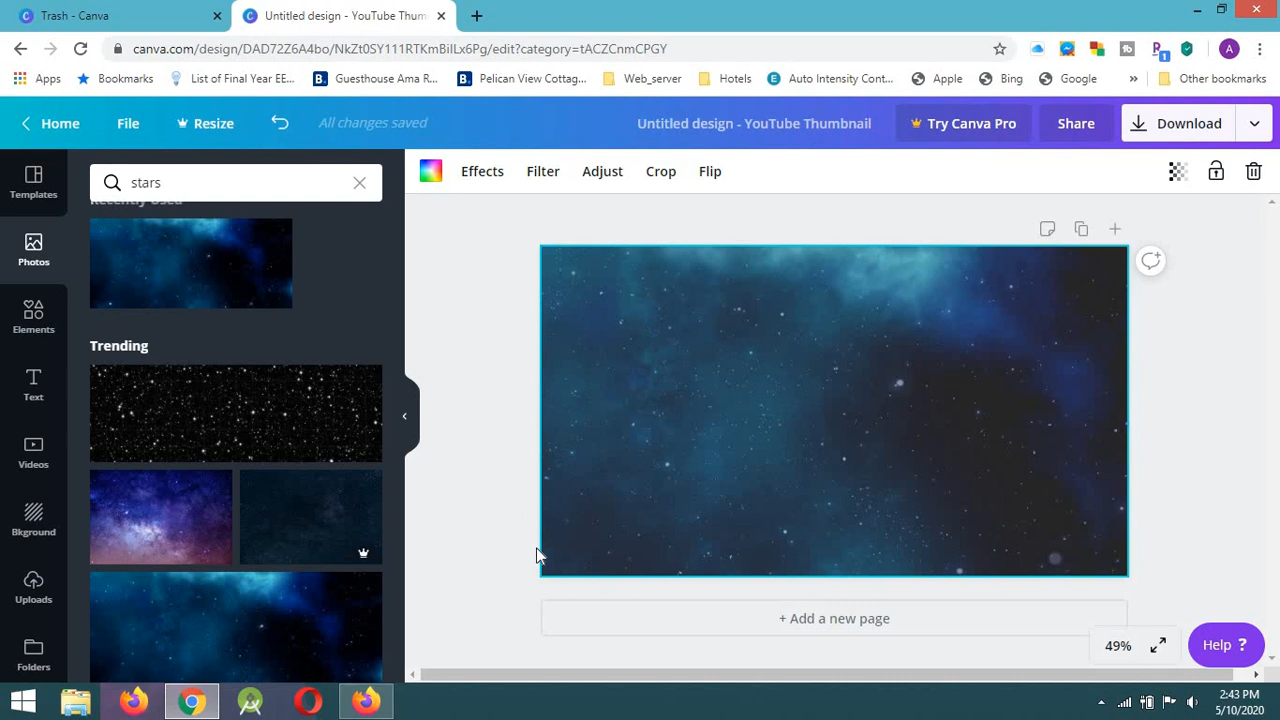 Trash - Canva
Untitled design - YouTube Thum
canva.com/design/DAD72Z6A4bo/NkZt0SY111RTKmBiILx6Pg/edit?category=tACZCnmCPGY
A
1
Apps
Bookmarks
List of Final Year EE...
B. Guesthouse Ama R...
B. Pelican View Cottag...
Web_server
Hotels
E Auto Intensity Cont...
Apple
Bing
Google
»
Other bookmarks
Home
File
Resize
All changes saved
Untitled design - YouTube Thumbnail
Try Canva Pro
Share
Download
Templates
Photos
Elements
Text
Videos
Bkground
Uploads
Folders
stars
Recently Used
Trending
Effects
Filter
Adjust
Crop
Flip
+ Add a new page
49%
Help ?
2:43 PM
5/10/2020